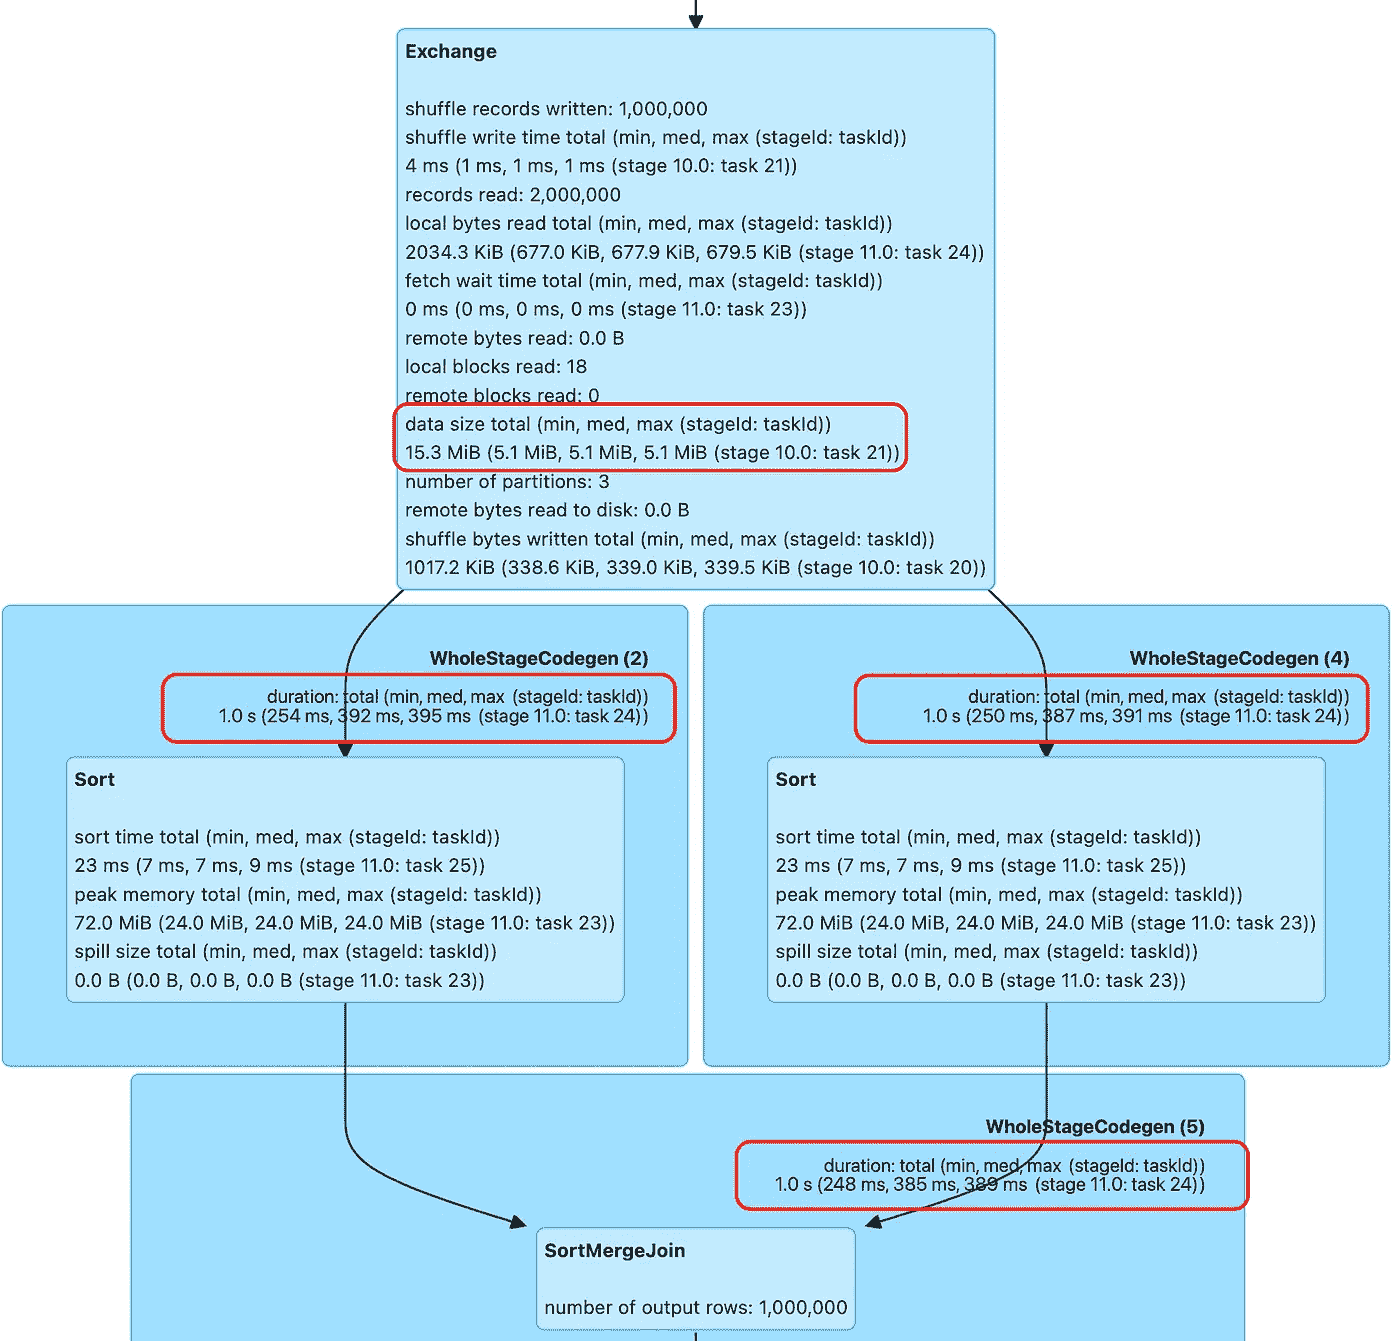 Exchange
shuffle records written: 1,000,000
shuffle write time total (min, med, max (stageId: taskId))
4 ms (1 ms, 1 ms, 1 ms (stage 10.0: task 21))
records read: 2,000,000
local bytes read total (min, med, max (stageId: taskId))
2034.3 KiB (677.0 KiB, 677.9 KiB, 679.5 KiB (stage 11.0: task 24))
fetch wait time total (min, med, max (stageId: taskId))
0 ms (0 ms, 0 ms, 0 ms (stage 11.0: task 23))
remote bytes read: 0.0 B
local blocks read: 18
remote blocks read: 0
data size total (min, med, max (stageId: taskId))
15.3 MiB (5.1 MiB, 5.1 MiB, 5.1 MiB (stage 10.0: task 21))
number of partitions: 3
remote bytes read to disk: 0.0 B
shuffle bytes written total (min, med, max (stageId: taskId))
1017.2 KiB (338.6 KiB, 339.0 KiB, 339.5 KiB (stage 10.0: task 20))
WholeStageCodegen (2)
duration: total (min, med, max (stageId: taskId))
1.0 s (254 ms, 392 ms, 395 ms (stage 11.0: task 24))
Sort
sort time total (min, med, max (stageId: taskId))
23 ms (7 ms, 7 ms, 9 ms (stage 11.0: task 25))
peak memory total (min, med, max (stageId: taskId))
72.0 MiB (24.0 MiB, 24.0 MiB, 24.0 MiB (stage 11.0: task 23))
spill size total (min, med, max (stageId: taskId))
0.0 B (0.0 B, 0.0 B, 0.0 B (stage 11.0: task 23))
WholeStageCodegen (4)
duration: total (min, med, max (stageId: taskId))
1.0 s (250 ms, 387 ms, 391 ms (stage 11.0: task 24))
Sort
sort time total (min, med, max (stageId: taskId))
23 ms (7 ms, 7 ms, 9 ms (stage 11.0: task 25))
peak memory total (min, med, max (stageId: taskId))
72.0 MiB (24.0 MiB, 24.0 MiB, 24.0 MiB (stage 11.0: task 23))
spill size total (min, med, max (stageId: taskId))
0.0 B (0.0 B, 0.0 B, 0.0 B (stage 11.0: task 23))
WholeStageCodegen (5)
duration: total (min, med, max (stageId: taskId))
1.0 s (248 ms, 385 ms, 389 ms (stage 11.0: task 24))
SortMergeJoin
number of output rows: 1,000,000